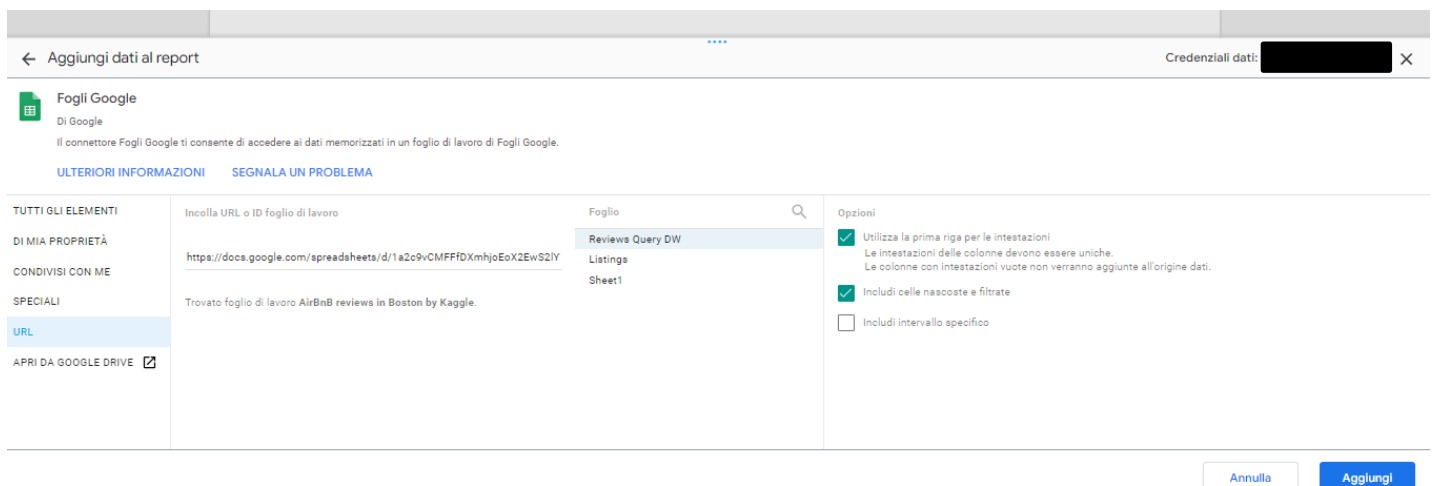 Aggiungi dati al report
Credenziali dati:
Fogli Google
Di Google
Il connettore Fogli Google ti consente di accedere ai dati memorizzati in un foglio di lavoro di Fogli Google.
ULTERIORI INFORMAZIONI SEGNALA UN PROBLEMA
TUTTI GLI ELEMENTI
DI MIA PROPRIETÀ
CONDIVISI CON ME
SPECIALI
URL
APRI DA GOOGLE DRIVE
Incolla URL o ID foglio di lavoro
https://docs.google.com/spreadsheets/d/1a2c9vCMFFfDXmhjoEoX2EwS2lY
Trovato foglio di lavoro AirBnB reviews in Boston by Kaggle.
Foglio
Reviews Query DW
Listings
Sheet1
Opzioni
Utilizza la prima riga per le intestazioni
Le intestazioni delle colonne devono essere uniche.
Le colonne con intestazioni vuote non verranno aggiunte all'origine dati.
Includi celle nascoste e filtrate
Includi intervallo specifico
Annulla
Aggiungi